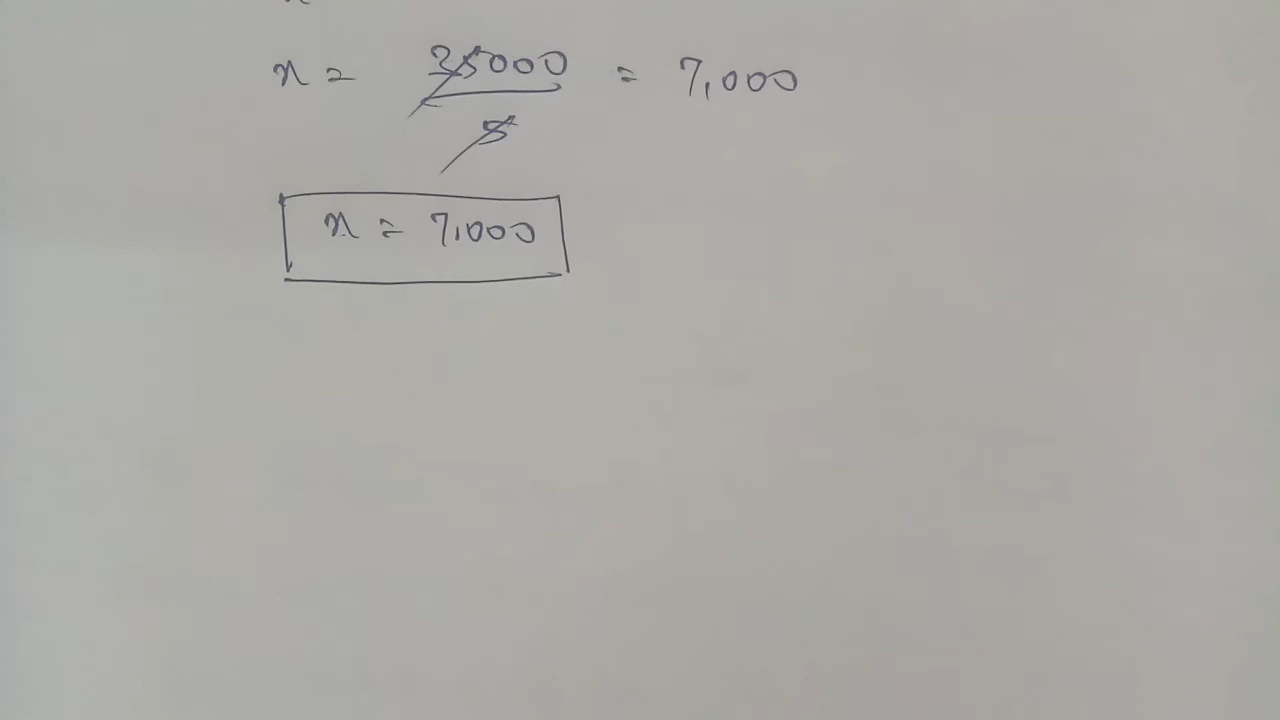 x = 35000/5 = 7,000
x = 7,000